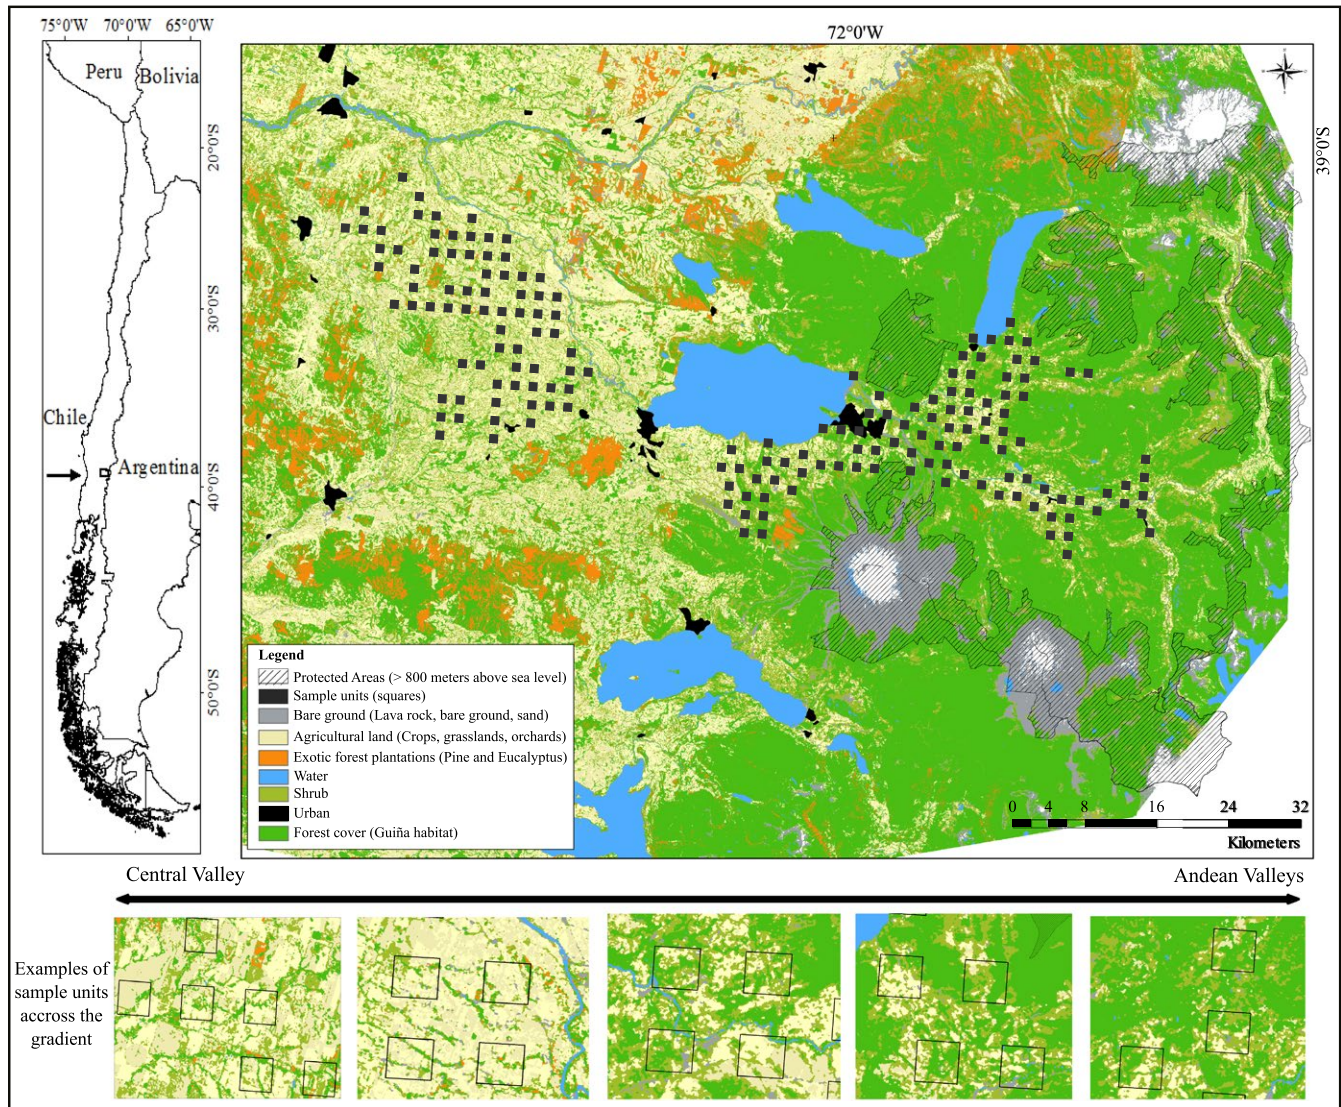 75°0'W 70°0'W 65°0'W
72°0'W
Peru
Bolivia
20°0'S
30°0'S
40°0'S
50°0'S
39°0'S
Chile
Argentina
Legend
Protected Areas (> 800 meters above sea level)
Sample units (squares)
Bare ground (Lava rock, bare ground, sand)
Agricultural land (Crops, grasslands, orchards)
Exotic forest plantations (Pine and Eucalyptus)
Water
Shrub
Urban
Forest cover (Guiña habitat)
0 4 8 16 24 32
Kilometers
Central Valley
Andean Valleys
Examples of
sample units
accross the
gradient